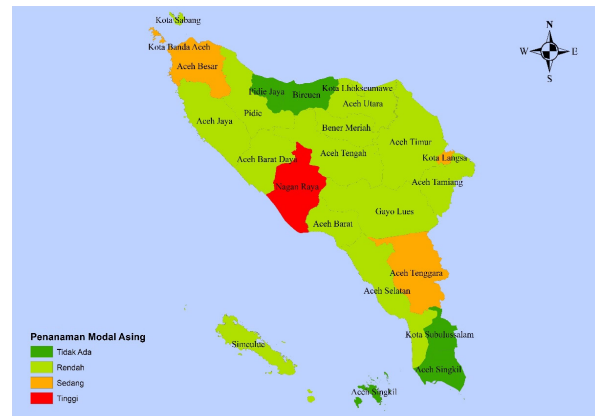 Kota Sabang
N
W E
S
Kota Banda Aceh
Aceh Besar
Pidie Jaya
Bireuen
Kota Lhokseumawe
Aceh Utara
Pidie
Aceh Jaya
Bener Meriah
Aceh Timur
Aceh Barat Daya
Aceh Tengah
Kota Langsa
Nagan Raya
Aceh Tamiang
Gayo Lues
Aceh Barat
Aceh Tenggara
Aceh Selatan
Kota Subulussalam
Simeulue
Aceh Singkil
Aceh Singkil
Penanaman Modal Asing
Tidak Ada
Rendah
Sedang
Tinggi